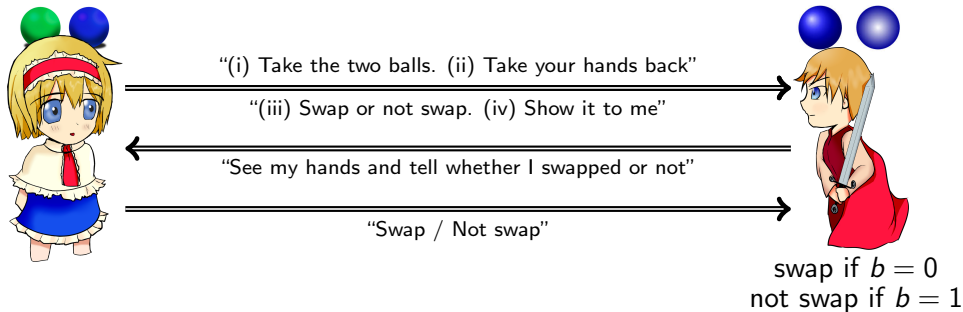 “(i) Take the two balls. (ii) Take your hands back”
“(iii) Swap or not swap. (iv) Show it to me”
“See my hands and tell whether I swapped or not”
“Swap / Not swap”
swap if b = 0
not swap if b = 1